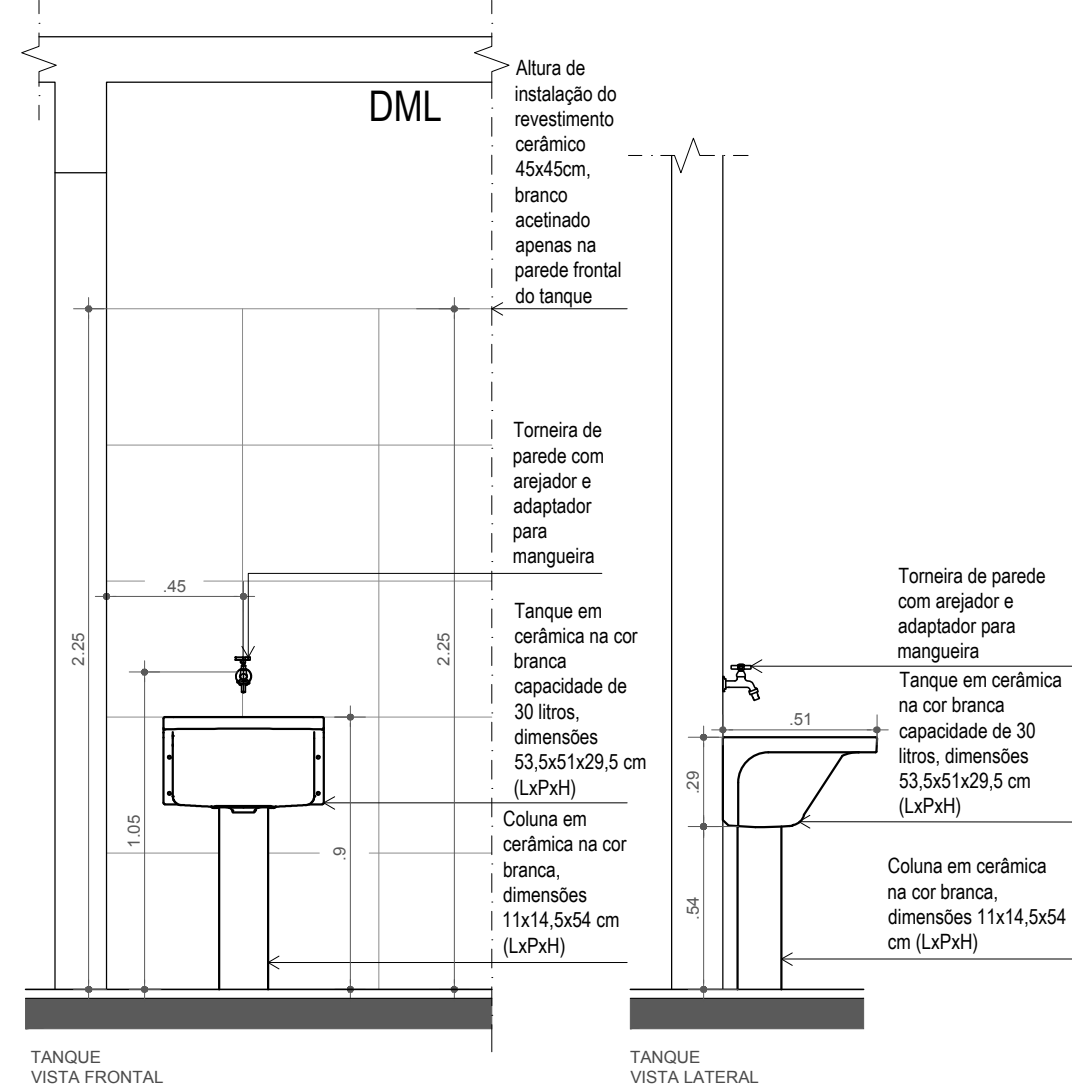 DML
Altura de
instalação do
revestimento
cerâmico
45x45cm,
branco
acetinado
apenas na
parede frontal
do tanque
Torneira de
parede com
arejador e
adaptador
para
mangueira
.45
2.25
2.25
1.05
.9
Tanque em
cerâmica na cor
branca
capacidade de
30 litros,
dimensões
53,5x51x29,5 cm
(LxPxH)
Coluna em
cerâmica na cor
branca,
dimensões
11x14,5x54 cm
(LxPxH)
TANQUE
VISTA FRONTAL
Torneira de parede
com arejador e
adaptador para
mangueira
Tanque em cerâmica
na cor branca
capacidade de 30
litros, dimensões
53,5x51x29,5 cm
(LxPxH)
.51
.29
.54
Coluna em cerâmica
na cor branca,
dimensões 11x14,5x54
cm (LxPxH)
TANQUE
VISTA LATERAL